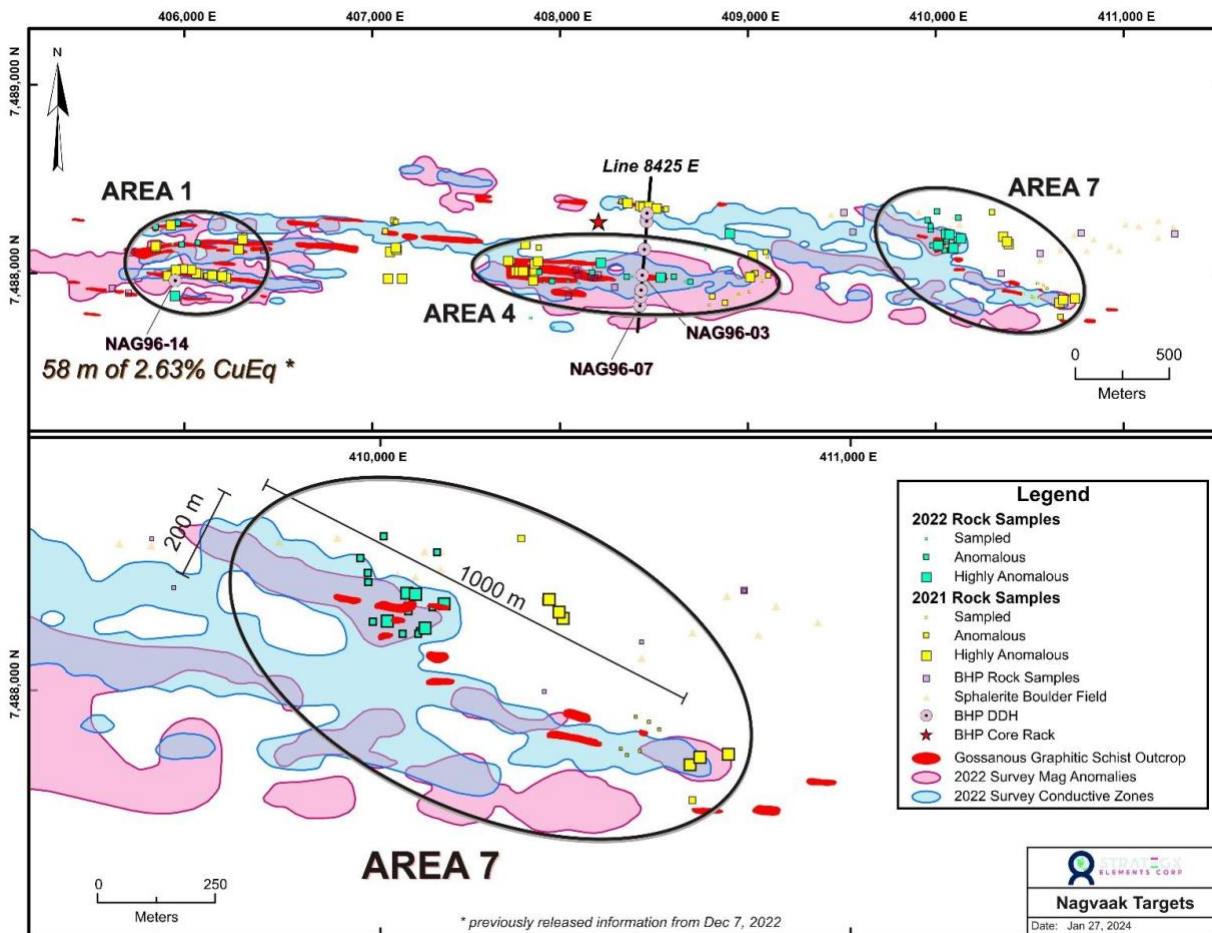 406,000 E
407,000 E
408,000 E
409,000 E
410,000 E
411,000 E
N
7,489,000 N
7,488,000 N
AREA 1
Line 8425 E
AREA 7
AREA 4
NAG96-14
58 m of 2.63% CuEq *
NAG96-03
NAG96-07
0 500
Meters
410,000 E
411,000 E
7,488,000 N
200 m
1000 m
AREA 7
0 250
Meters
* previously released information from Dec 7, 2022
Legend
2022 Rock Samples
Sampled
Anomalous
Highly Anomalous
2021 Rock Samples
Sampled
Anomalous
Highly Anomalous
BHP Rock Samples
Sphalerite Boulder Field
BHP DDH
BHP Core Rack
Gossanous Graphitic Schist Outcrop
2022 Survey Mag Anomalies
2022 Survey Conductive Zones
STRATEGX
ELEMENTS CORP
Nagvaak Targets
Date: Jan 27, 2024